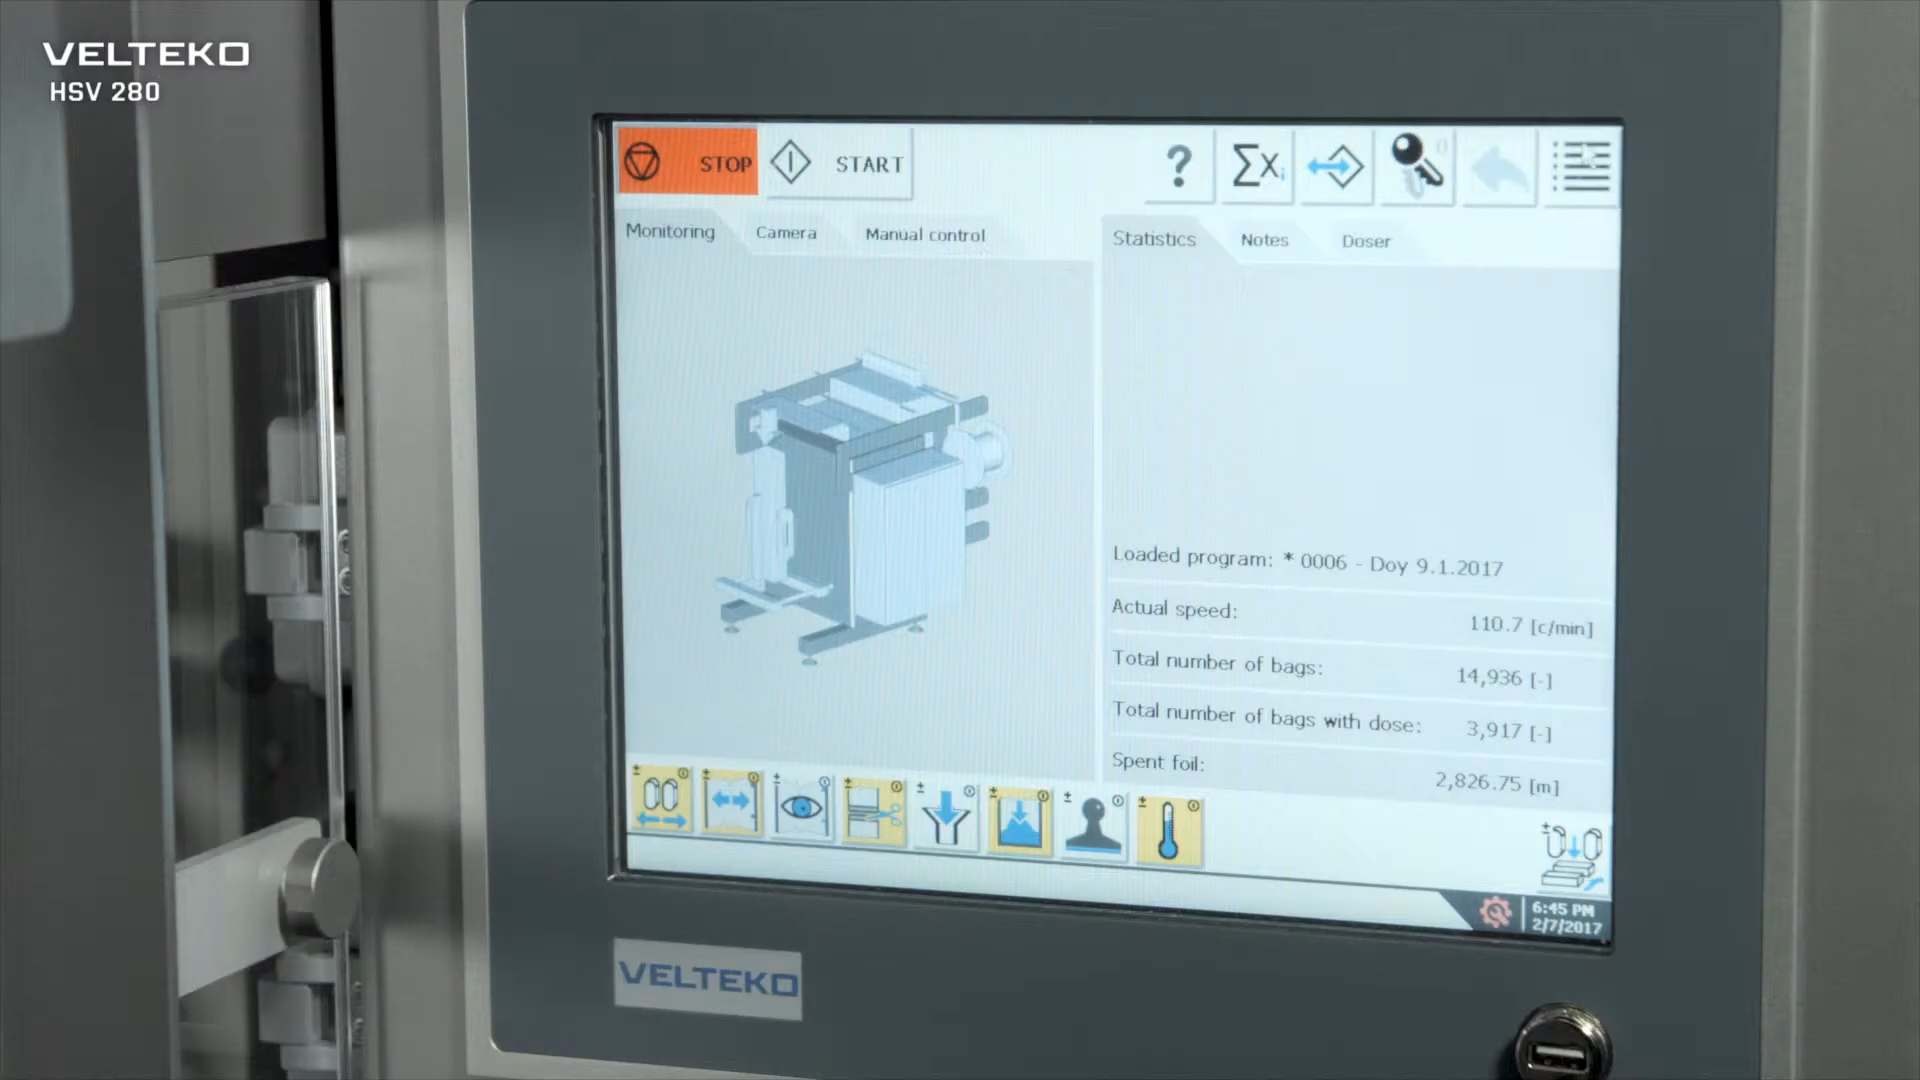 VELTEKO
HSV 280
STOP
START
?
Σxi
0
Monitoring
Camera
Manual control
Statistics
Notes
Doser
Loaded program: * 0006 - Doy 9.1.2017
Actual speed: 110.7 [c/min]
Total number of bags: 14,936 [-]
Total number of bags with dose: 3,917 [-]
Spent foil: 2,826.75 [m]
6:45 PM
2/7/2017
VELTEKO